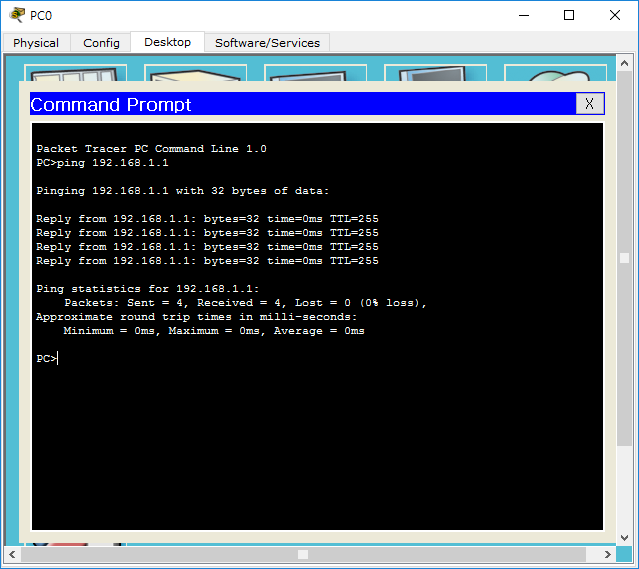 PC0
Physical Config Desktop Software/Services
Command Prompt X
Packet Tracer PC Command Line 1.0
PC>ping 192.168.1.1
Pinging 192.168.1.1 with 32 bytes of data:
Reply from 192.168.1.1: bytes=32 time=0ms TTL=255
Reply from 192.168.1.1: bytes=32 time=0ms TTL=255
Reply from 192.168.1.1: bytes=32 time=0ms TTL=255
Reply from 192.168.1.1: bytes=32 time=0ms TTL=255
Ping statistics for 192.168.1.1:
Packets: Sent = 4, Received = 4, Lost = 0 (0% loss),
Approximate round trip times in milli-seconds:
Minimum = 0ms, Maximum = 0ms, Average = 0ms
PC>